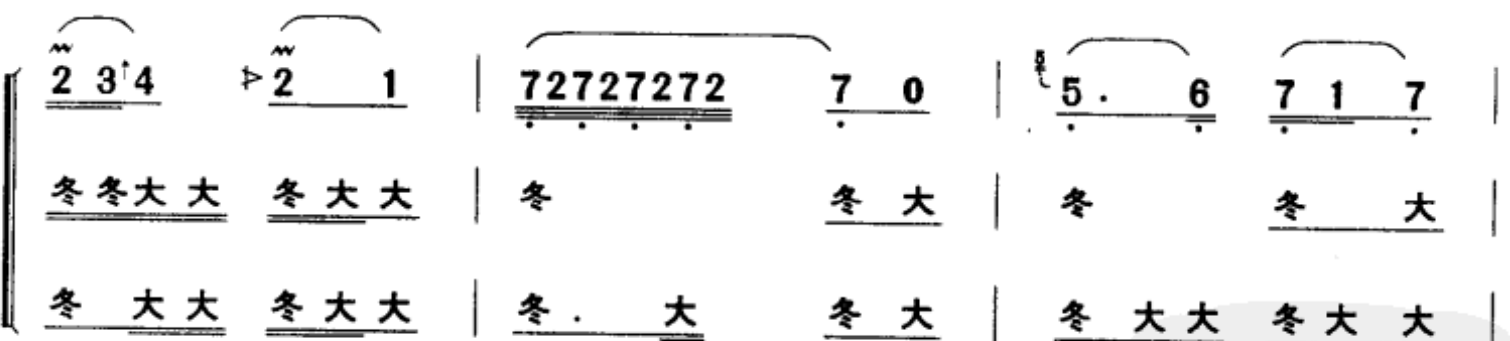 2 3↑4 2 1 | 72727272 7 0 | 5 5. 6 7 1 7 |
冬 冬 大 大 冬 大 大 | 冬 冬 大 | 冬 冬 大 |
冬 大 大 冬 大 大 | 冬. 大 冬 大 | 冬 大 大 冬 大 大 |